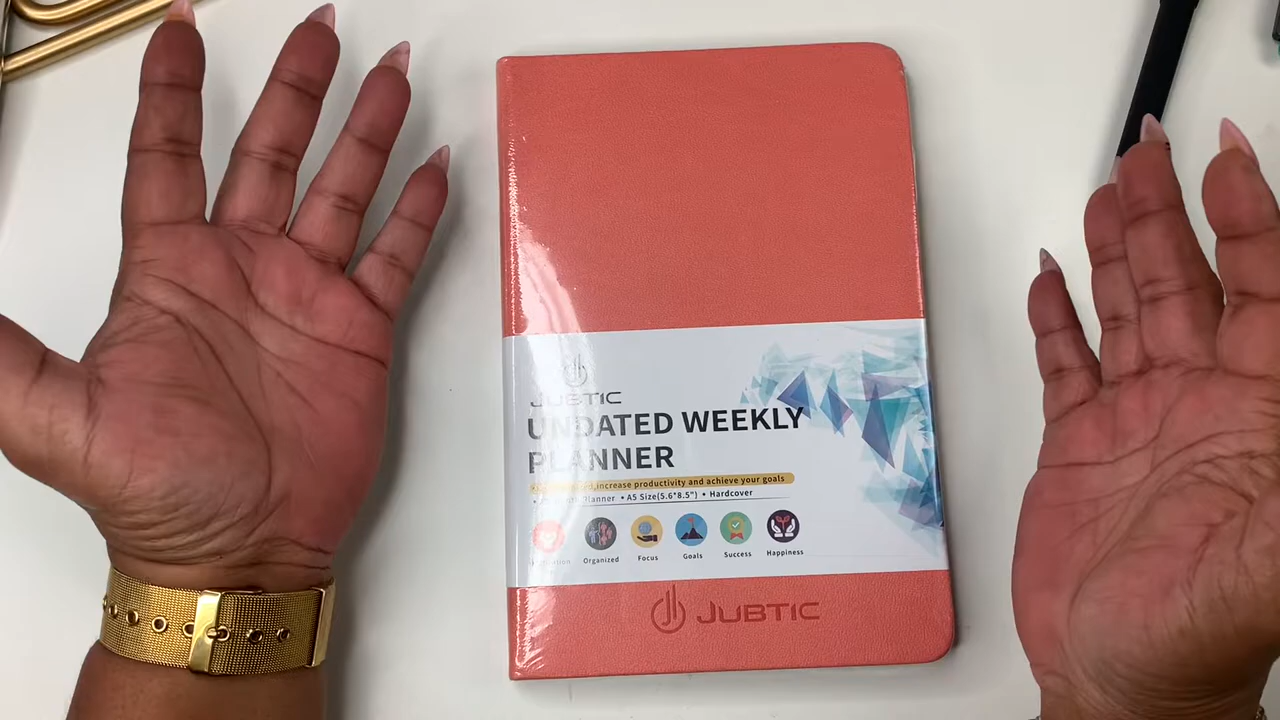 JUBTIC
UNDATED WEEKLY
PLANNER
increase productivity and achieve your goals
Planner • A5 Size(5.6*8.5") • Hardcover
Organized Focus Goals Success Happiness
JUBTIC